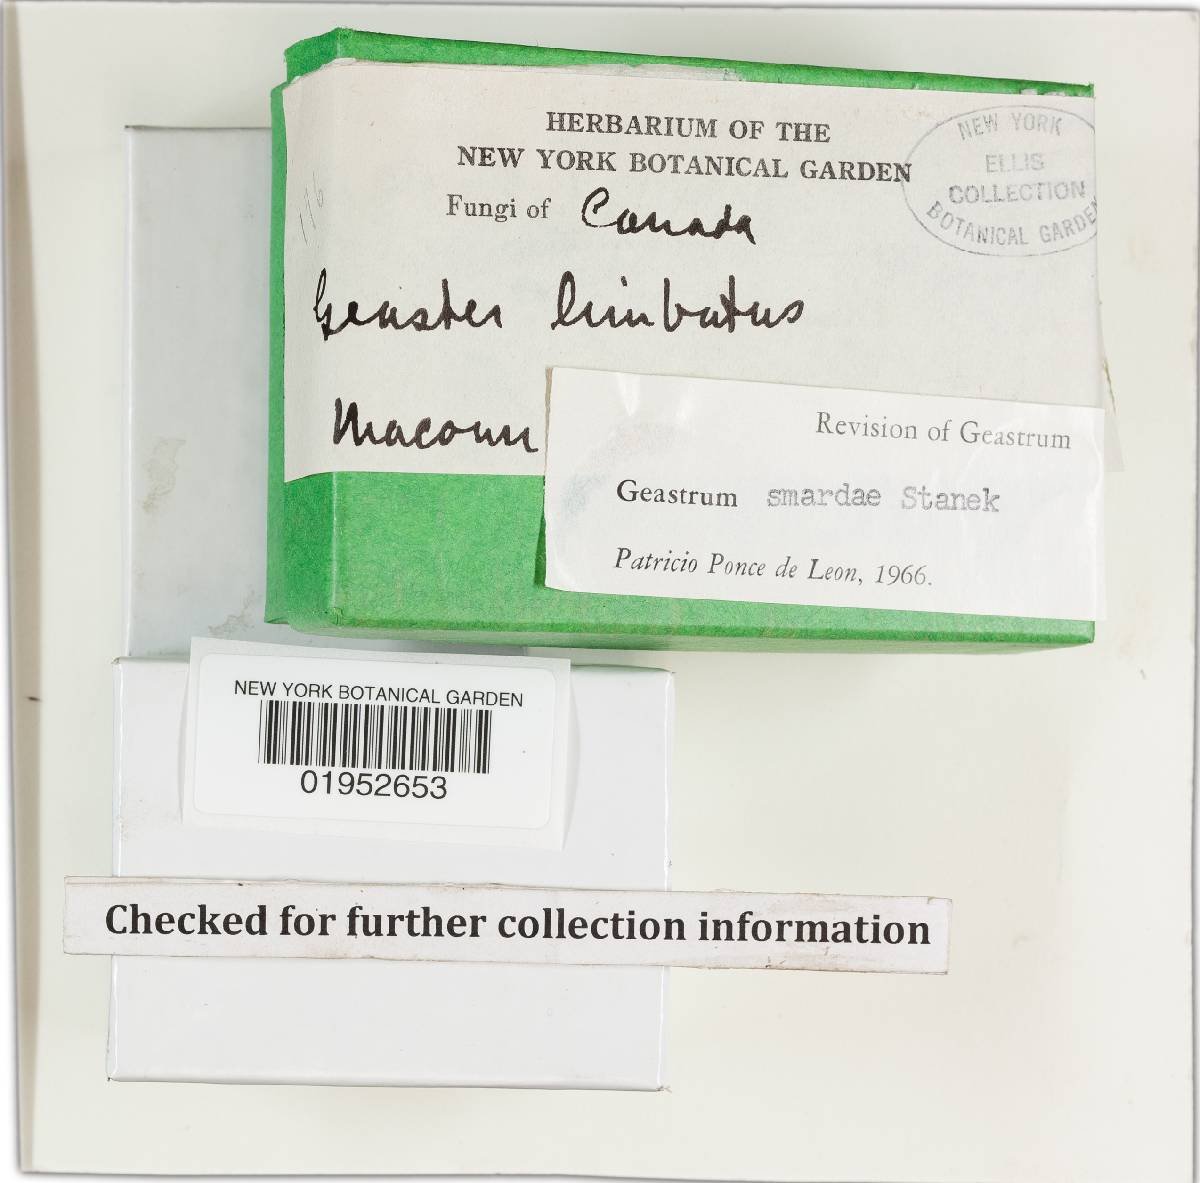 HERBARIUM OF THE
NEW YORK BOTANICAL GARDEN
Fungi of Canada
NEW YORK
ELLIS
COLLECTION
BOTANICAL GARDEN
116
Geaster limbatus
Macoun
Revision of Geastrum
Geastrum smardae Stanek
Patricio Ponce de Leon, 1966.
NEW YORK BOTANICAL GARDEN
01952653
Checked for further collection information